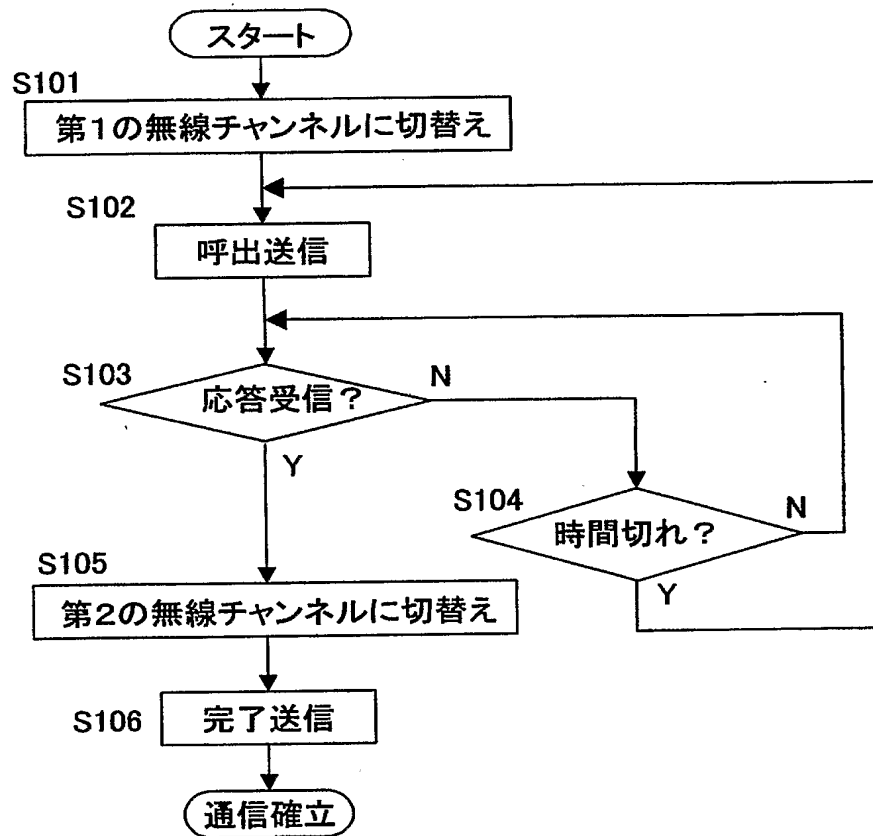 スタート
S101
第1の無線チャンネルに切替え
S102
呼出送信
S103
応答受信?
N
Y
S104
時間切れ?
N
Y
S105
第2の無線チャンネルに切替え
S106
完了送信
通信確立